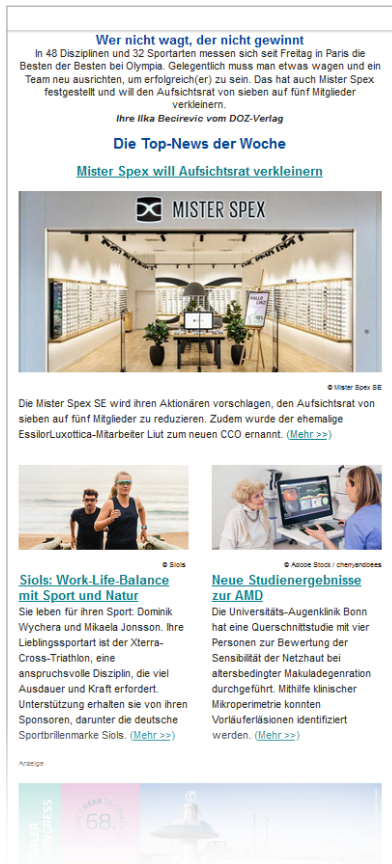 Wer nicht wagt, der nicht gewinnt
In 48 Disziplinen und 32 Sportarten messen sich seit Freitag in Paris die
Besten der Besten bei Olympia. Gelegentlich muss man etwas wagen und ein
Team neu ausrichten, um erfolgreich(er) zu sein. Das hat auch Mister Spex
festgestellt und will den Aufsichtsrat von sieben auf fünf Mitglieder
verkleinern.
Ihre Ilka Becirevic vom DOZ-Verlag
Die Top-News der Woche
Mister Spex will Aufsichtsrat verkleinern
MISTER SPEX
HALLO
© Mister Spex SE
Die Mister Spex SE wird ihren Aktionären vorschlagen, den Aufsichtsrat von
sieben auf fünf Mitglieder zu reduzieren. Zudem wurde der ehemalige
EssilorLuxottica-Mitarbeiter Liut zum neuen CCO ernannt. (Mehr >>)
© Siols
Siols: Work-Life-Balance
mit Sport und Natur
Sie leben für ihren Sport: Dominik
Wychera und Mikaela Jonsson. Ihre
Lieblingssportart ist der Xterra-
Cross-Triathlon, eine
anspruchsvolle Disziplin, die viel
Ausdauer und Kraft erfordert.
Unterstützung erhalten sie von ihren
Sponsoren, darunter die deutsche
Sportbrillenmarke Siols. (Mehr >>)
© Adobe Stock / cherryandbees
Neue Studienergebnisse
zur AMD
Die Universitäts-Augenklinik Bonn
hat eine Querschnittstudie mit vier
Personen zur Bewertung der
Sensibilität der Netzhaut bei
altersbedingter Makuladegenration
durchgeführt. Mithilfe klinischer
Mikroperimetrie konnten
Vorläuferläsionen identifiziert
werden. (Mehr >>)
Anzeige
68.